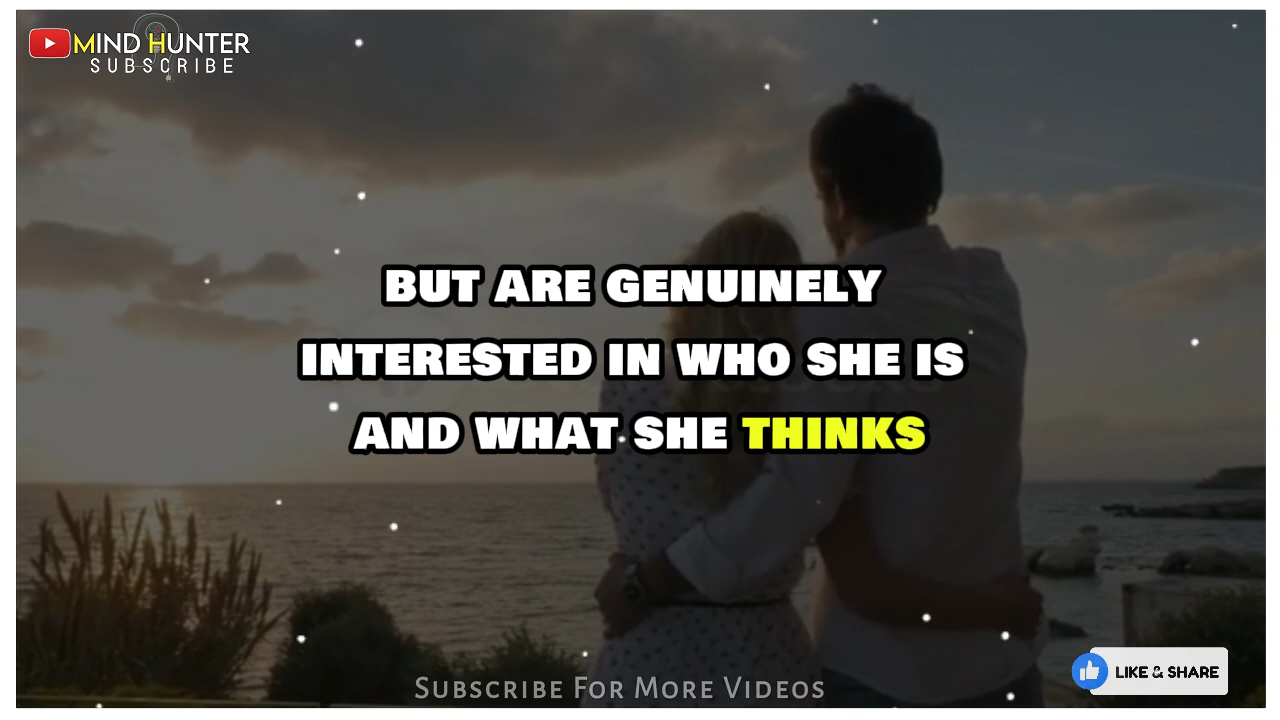 MIND HUNTER
SUBSCRIBE
BUT ARE GENUINELY
INTERESTED IN WHO SHE IS
AND WHAT SHE THINKS
SUBSCRIBE FOR MORE VIDEOS
LIKE & SHARE